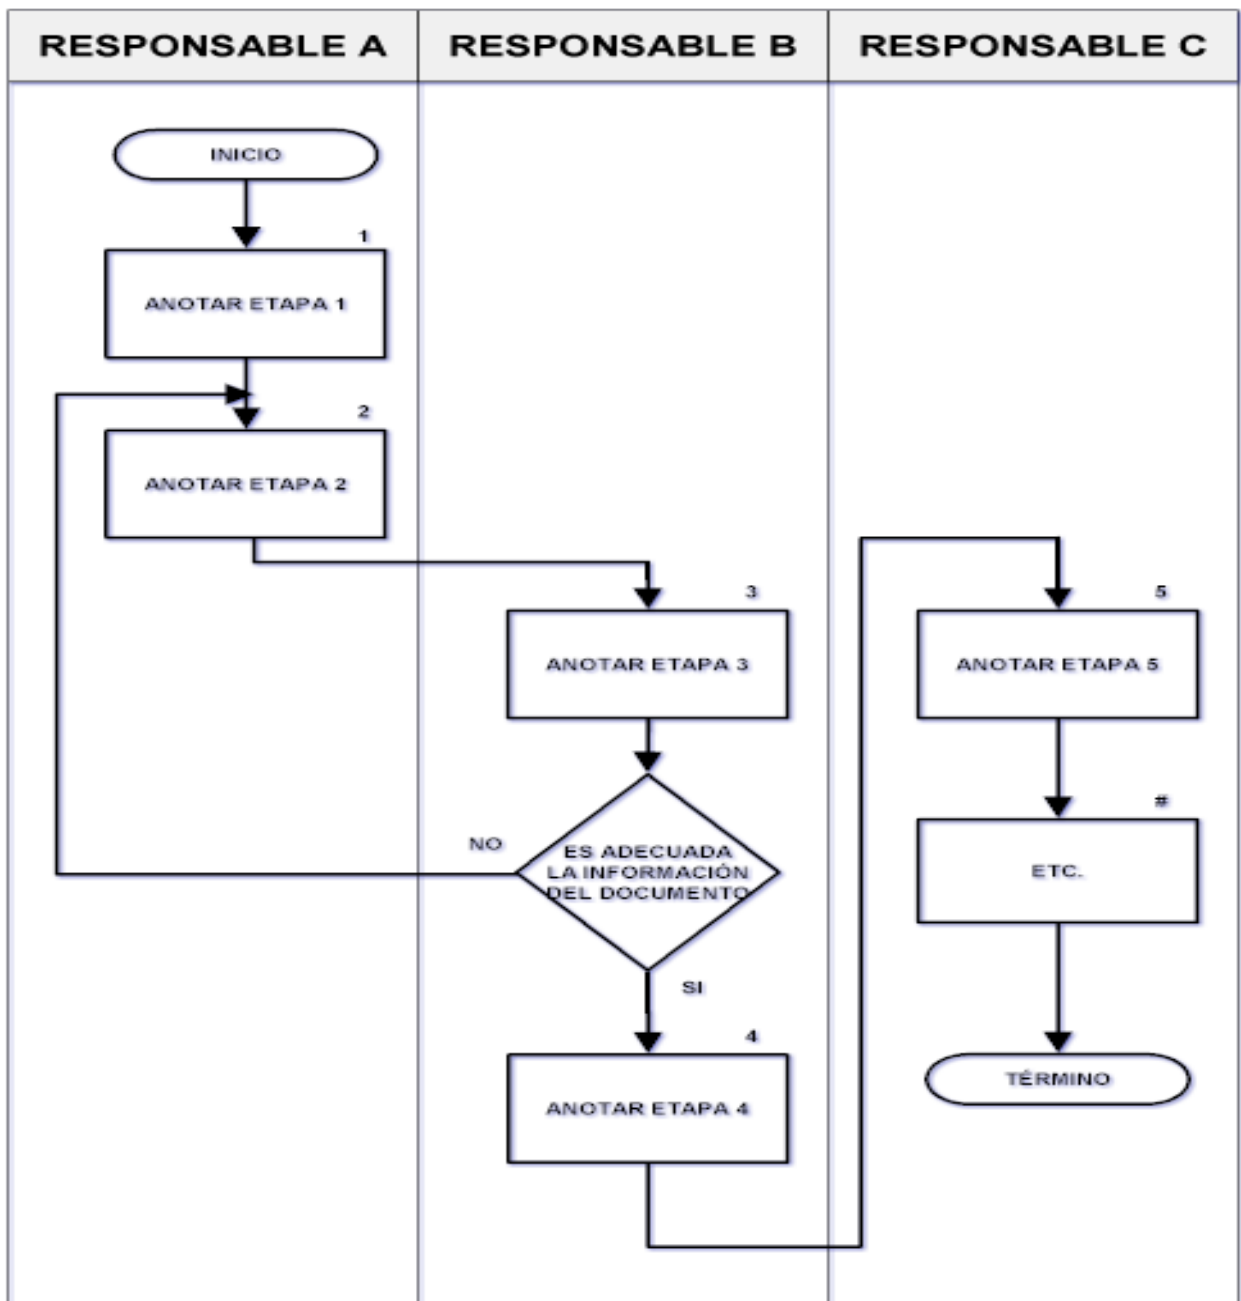 RESPONSABLE A
RESPONSABLE B
RESPONSABLE C
INICIO
1
ANOTAR ETAPA 1
2
ANOTAR ETAPA 2
3
ANOTAR ETAPA 3
NO
ES ADECUADA
LA INFORMACIÓN
DEL DOCUMENTO
SI
4
ANOTAR ETAPA 4
5
ANOTAR ETAPA 5
#
ETC.
TÉRMINO